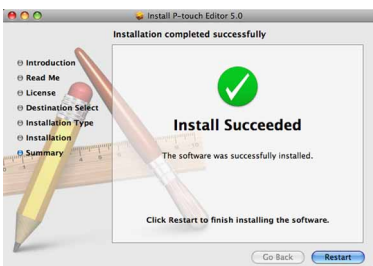 Install P-touch Editor 5.0
Installation completed successfully
Introduction
Read Me
License
Destination Select
Installation Type
Installation
Summary
Install Succeeded
The software was successfully installed.
Click Restart to finish installing the software.
Go Back
Restart